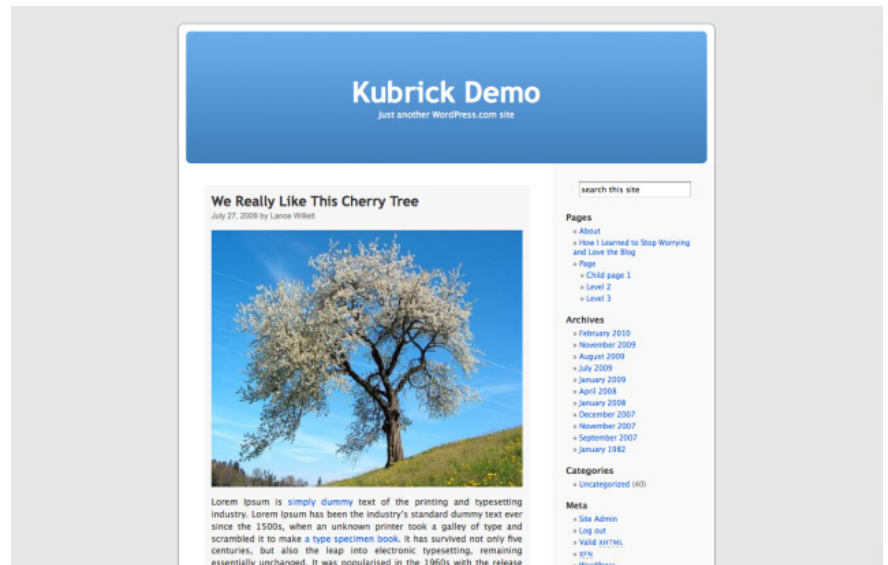 Kubrick Demo
Just another WordPress.com site
We Really Like This Cherry Tree
July 27, 2009 by Lance Willett
Lorem Ipsum is simply dummy text of the printing and typesetting
industry. Lorem Ipsum has been the industry's standard dummy text ever
since the 1500s, when an unknown printer took a galley of type and
scrambled it to make a type specimen book. It has survived not only five
centuries, but also the leap into electronic typesetting, remaining
essentially unchanged. It was popularised in the 1960s with the release
search this site
Pages
» About
» How I Learned to Stop Worrying
and Love the Blog
» Page
» Child page 1
» Level 2
» Level 3
Archives
» February 2010
» November 2009
» August 2009
» July 2009
» January 2009
» April 2008
» January 2008
» December 2007
» November 2007
» September 2007
» January 1982
Categories
» Uncategorized (40)
Meta
» Site Admin
» Log out
» Valid XHTML
» XFN
» WordPress